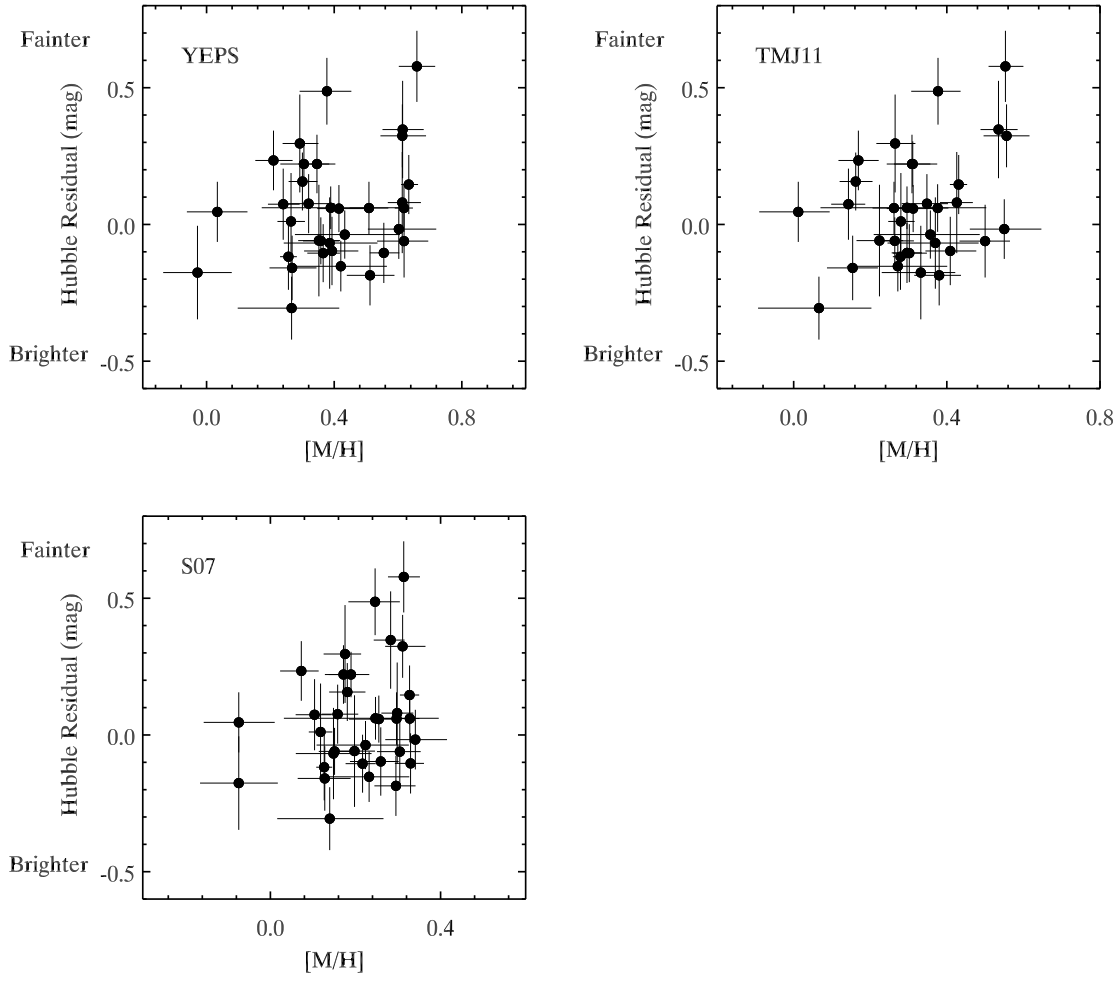 YEPS
Fainter
Hubble Residual (mag)
Brighter
0.5
0.0
-0.5
0.0 0.4 0.8
[M/H]
TMJ11
Fainter
Hubble Residual (mag)
Brighter
0.5
0.0
-0.5
0.0 0.4 0.8
[M/H]
S07
Fainter
Hubble Residual (mag)
Brighter
0.5
0.0
-0.5
0.0 0.4
[M/H]